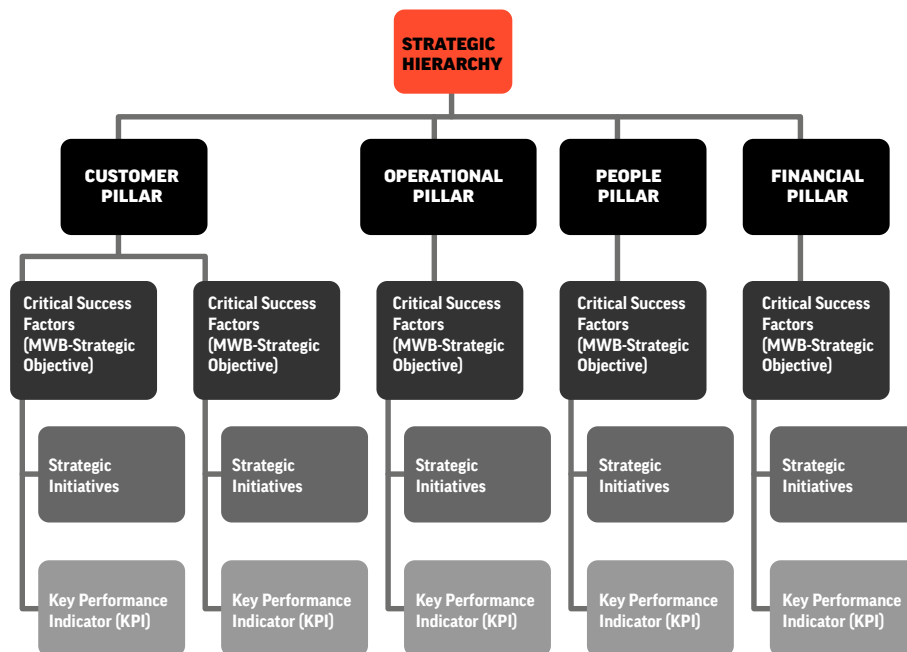 STRATEGIC
HIERARCHY
CUSTOMER
PILLAR
OPERATIONAL
PILLAR
PEOPLE
PILLAR
FINANCIAL
PILLAR
Critical Success
Factors
(MWB-Strategic
Objective)
Critical Success
Factors
(MWB-Strategic
Objective)
Critical Success
Factors
(MWB-Strategic
Objective)
Critical Success
Factors
(MWB-Strategic
Objective)
Critical Success
Factors
(MWB-Strategic
Objective)
Strategic
Initiatives
Strategic
Initiatives
Strategic
Initiatives
Strategic
Initiatives
Strategic
Initiatives
Key Performance
Indicator (KPI)
Key Performance
Indicator (KPI)
Key Performance
Indicator (KPI)
Key Performance
Indicator (KPI)
Key Performance
Indicator (KPI)